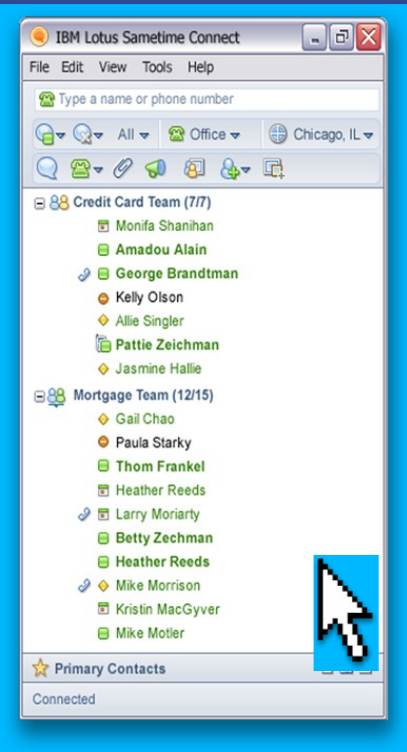 IBM Lotus Sametime Connect
File Edit View Tools Help
Type a name or phone number
All Office Chicago, IL
Credit Card Team (7/7)
Monifa Shanihan
Amadou Alain
George Brandtman
Kelly Olson
Allie Singler
Pattie Zeichman
Jasmine Hallie
Mortgage Team (12/15)
Gail Chao
Paula Starky
Thom Frankel
Heather Reeds
Larry Moriarty
Betty Zechman
Heather Reeds
Mike Morrison
Kristin MacGyver
Mike Motler
Primary Contacts
Connected